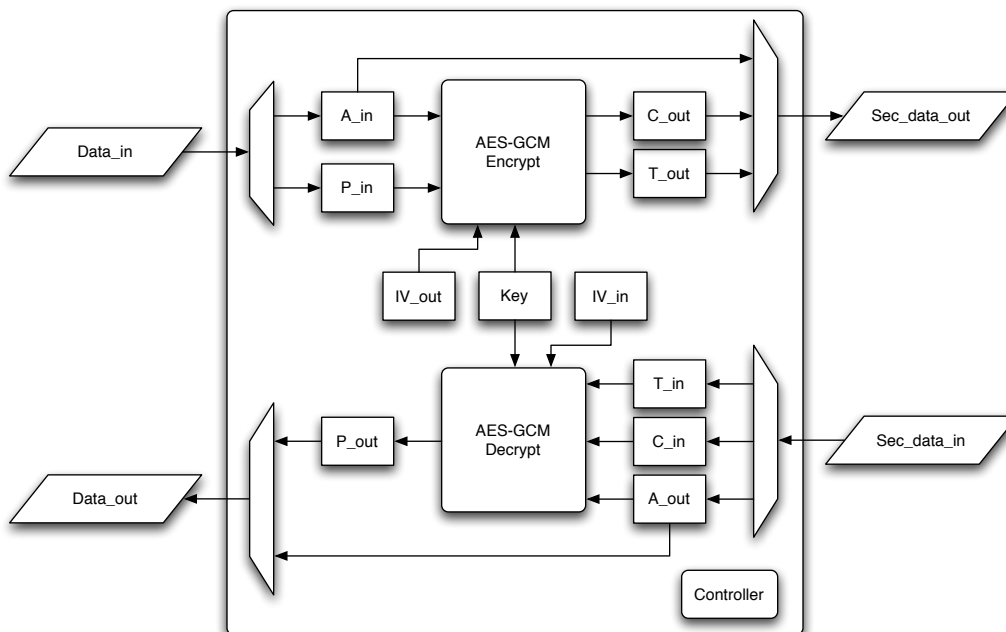 Data_in
A_in
P_in
AES-GCM
Encrypt
C_out
T_out
Sec_data_out
IV_out
Key
IV_in
AES-GCM
Decrypt
T_in
C_in
A_out
Sec_data_in
P_out
Data_out
Controller